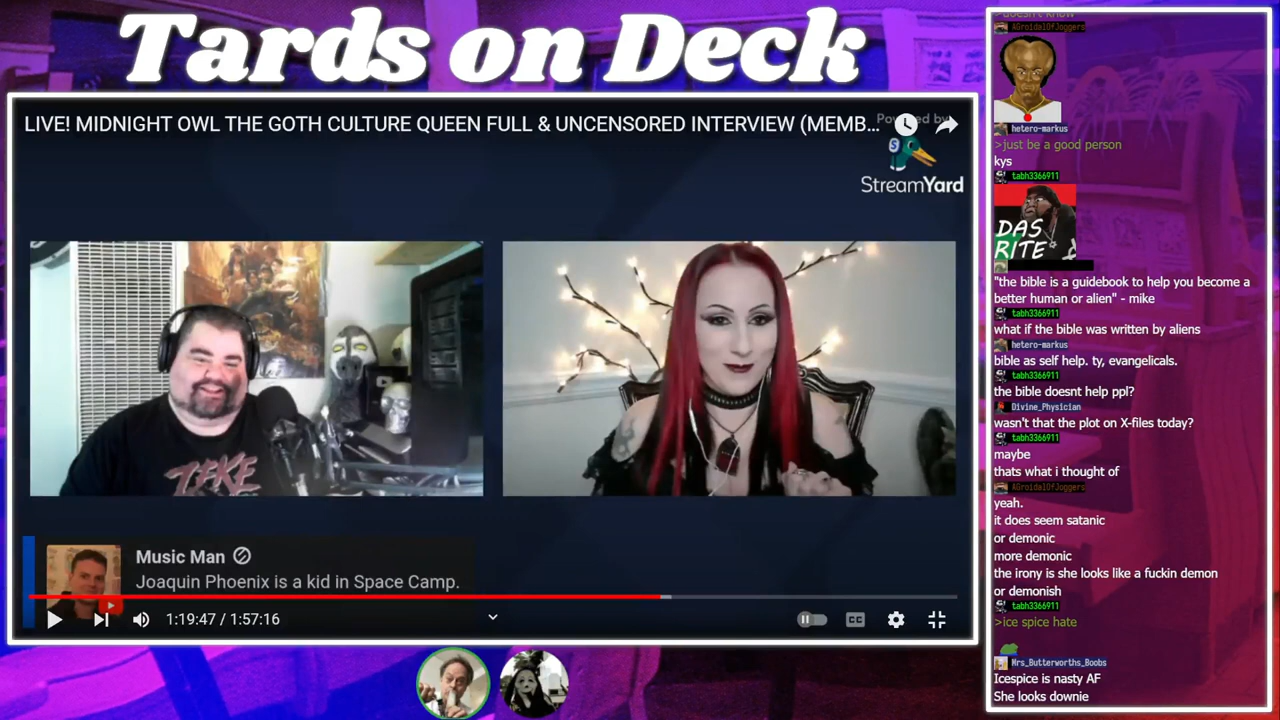 Tards on Deck
LIVE! MIDNIGHT OWL THE GOTH CULTURE QUEEN FULL & UNCENSORED INTERVIEW (MEMB...
Powered by
StreamYard
TAKE
Music Man
Joaquin Phoenix is a kid in Space Camp.
1:19:47 / 1:57:16
CC
>doesn't know
AGroidalOfJoggers
hetero-markus
>just be a good person
kys
tabh3366911
DAS
RITE
"the bible is a guidebook to help you become a
better human or alien" - mike
tabh3366911
what if the bible was written by aliens
hetero-markus
bible as self help. ty, evangelicals.
tabh3366911
the bible doesnt help ppl?
Divine_Physician
wasn't that the plot on X-files today?
tabh3366911
maybe
thats what i thought of
AGroidalOfJoggers
yeah.
it does seem satanic
or demonic
more demonic
the irony is she looks like a fuckin demon
or demonish
tabh3366911
>ice spice hate
Mrs_Butterworths_Boobs
Icespice is nasty AF
She looks downie